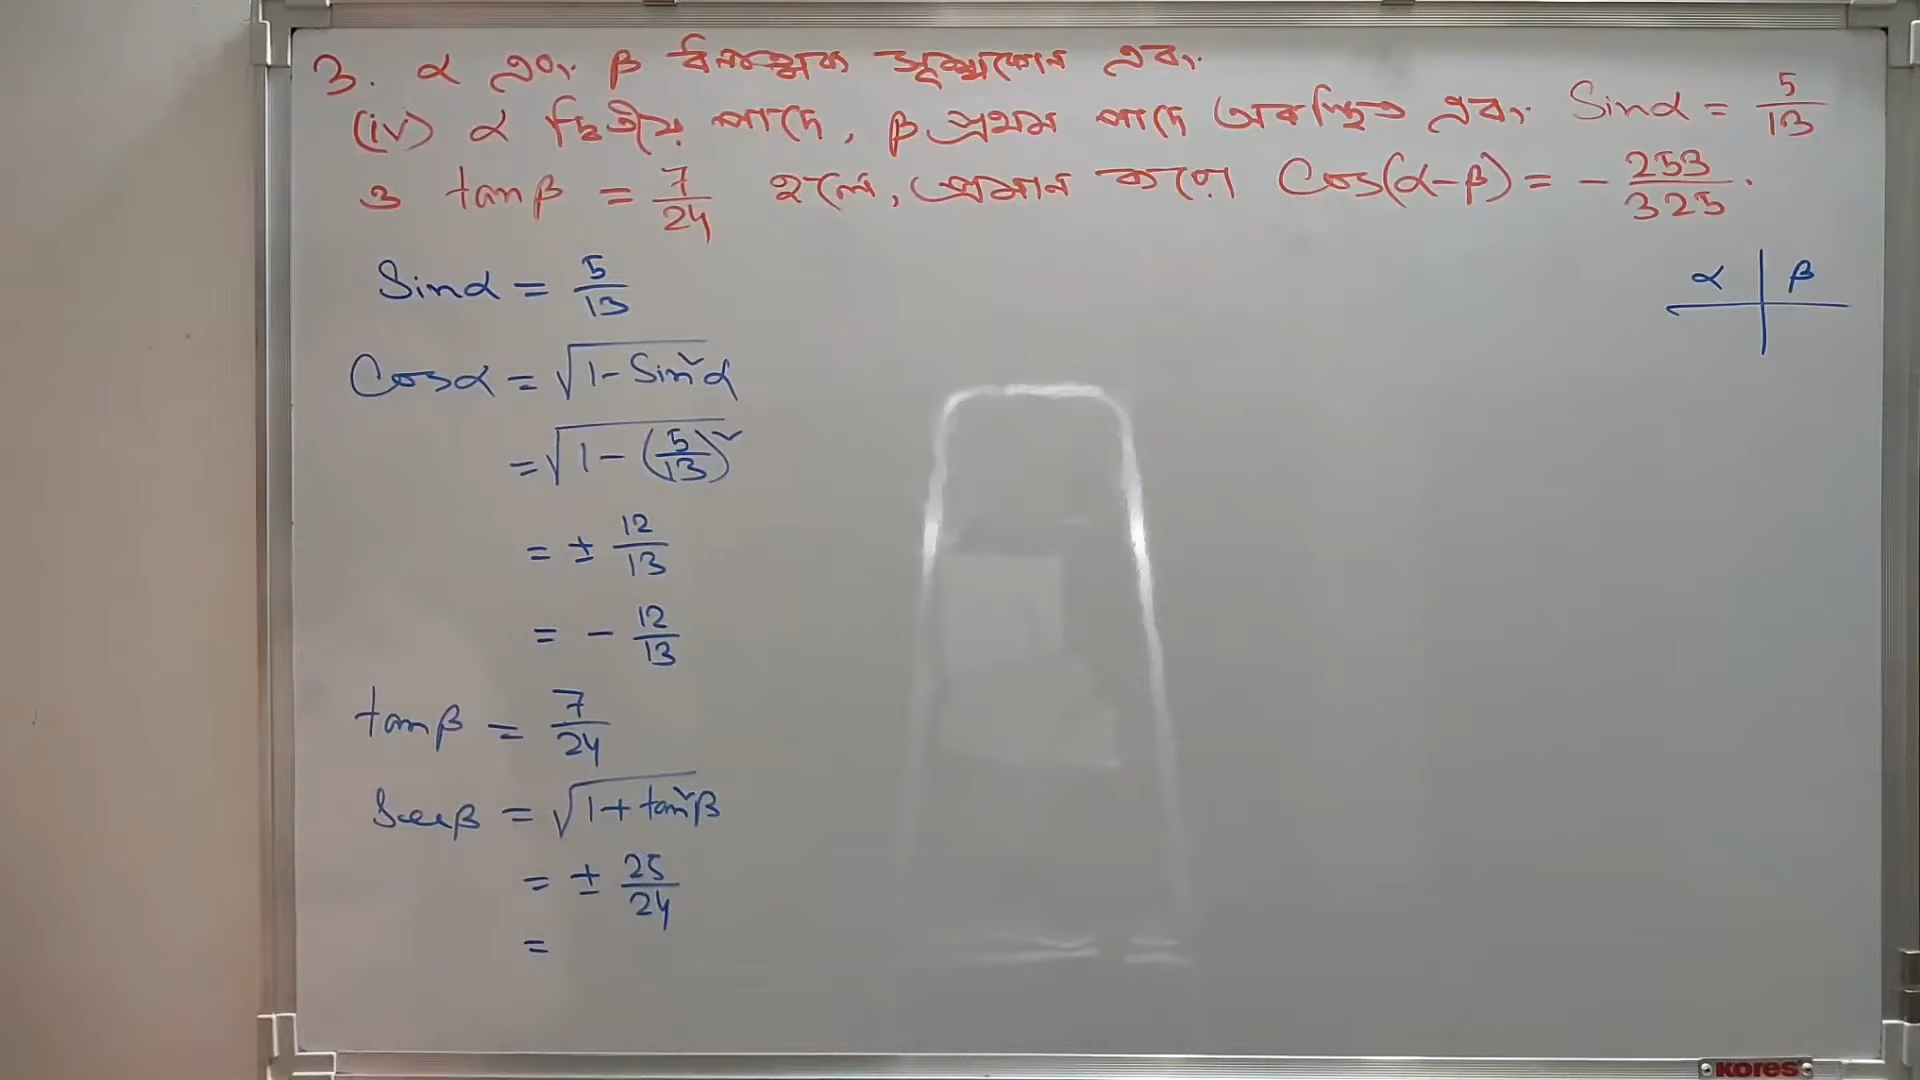 3. α এবং β ধনাত্মক সূক্ষ্মকোন এবং
(iv) α দ্বিতীয় পাদে, β প্রথম পাদে অবস্থিত এবং Sinα = 5/13
ও tanβ = 7/24 হলে, প্রমান করো Cos(α-β) = - 253/325.
α | β
Sinα = 5/13
Cosα = √(1 - Sin²α)
= √(1 - (5/13)²)
= ± 12/13
= - 12/13
tanβ = 7/24
Secβ = √(1 + tan²β)
= ± 25/24
=
KORES